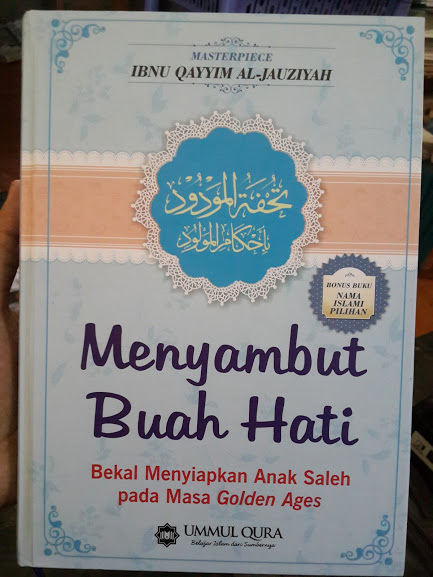 MASTERPIECE
IBNU QAYYIM AL-JAUZIYAH
تحفة المودود
بأحكام المولود
BONUS BUKU
NAMA
ISLAMI
PILIHAN
Menyambut
Buah Hati
Bekal Menyiapkan Anak Saleh
pada Masa Golden Ages
UMMUL QURA
Belajar Islam dari Sumbernya